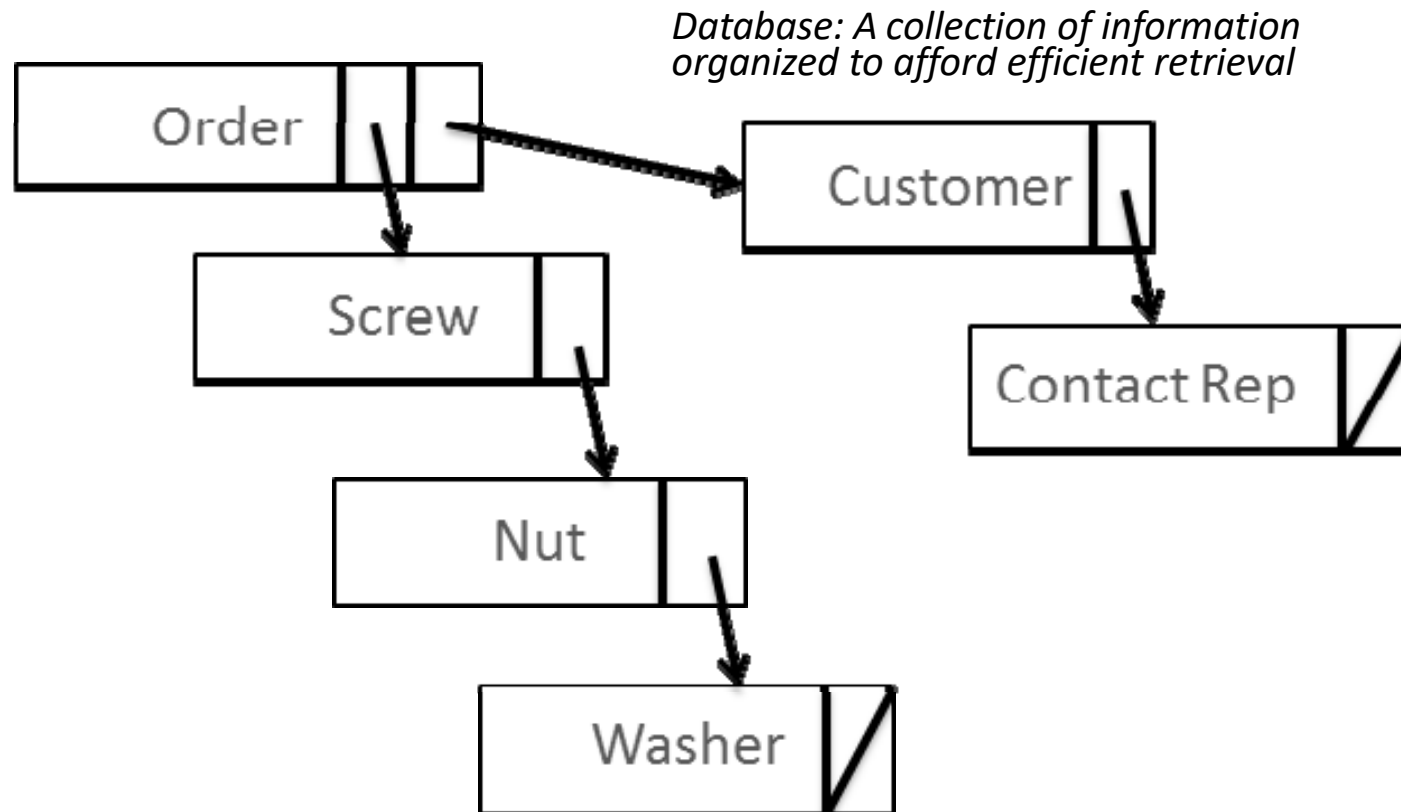 Database: A collection of information
organized to afford efficient retrieval
Order
Customer
Screw
Contact Rep
Nut
Washer